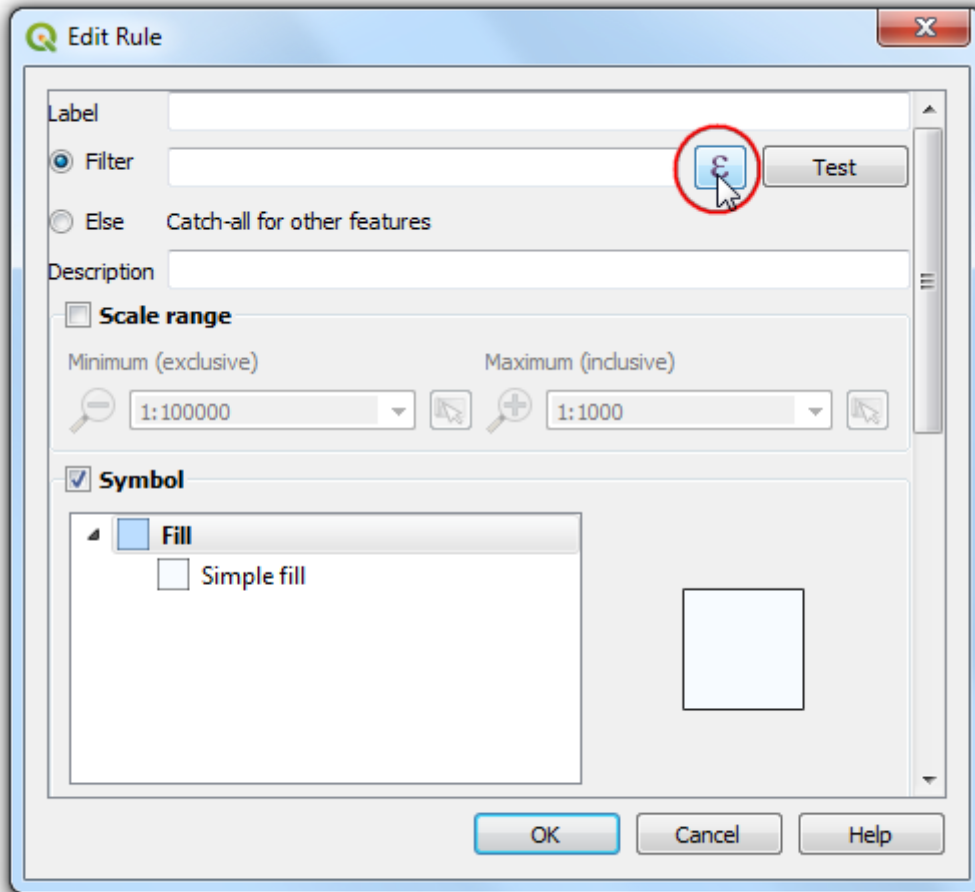 Edit Rule
Label
Filter ε Test
Else Catch-all for other features
Description
Scale range
Minimum (exclusive) Maximum (inclusive)
1:100000 1:1000
Symbol
Fill
Simple fill
OK Cancel Help